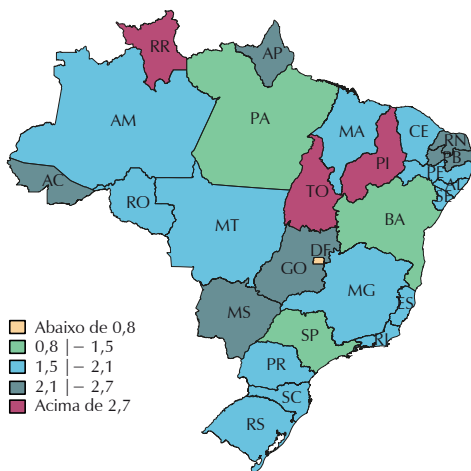 RR
AP
AM
PA
MA
CE
RN
PB
PE
AL
SE
PI
AC
TO
RO
BA
MT
DF
GO
MG
ES
MS
SP
RJ
PR
SC
RS
Abaixo de 0,8
0,8 |− 1,5
1,5 |− 2,1
2,1 |− 2,7
Acima de 2,7